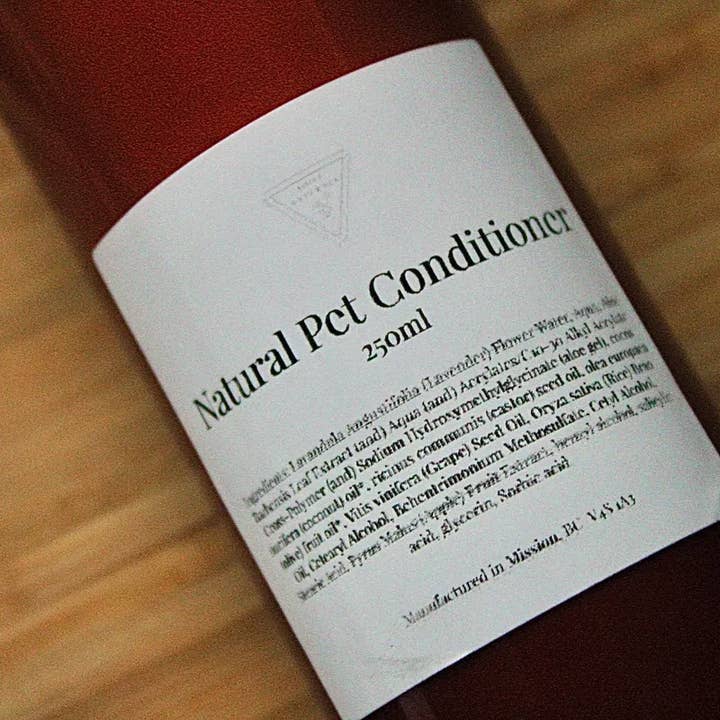 Natural Pet Conditioner
250ml
Ingredients: Lavandula Angustifolia (Lavender) Flower Water, Aqua, Aloe
Barbensis Leaf Extract (and) Aqua (and) Acrylates/C10-30 Alkyl Acrylate
Cross-Polymer (and) Sodium Hydroxymethylglycinate (aloe gel), cocos
nucifera (coconut) oil*, ricinus communis (castor) seed oil, olea europaea
(olive) fruit oil*, Vitis vinifera (Grape) Seed Oil, Oryza sativa (Rice) Bran
Oil, Cetearyl Alcohol, Behentrimonium Methosulfate, Cetyl Alcohol,
Stearic acid, Pyrus Malus (Apple) Fruit Extract, benzyl alcohol, salicylic
acid, glycerin, Sorbic acid
Manufactured in Mission, BC V4S 1A3